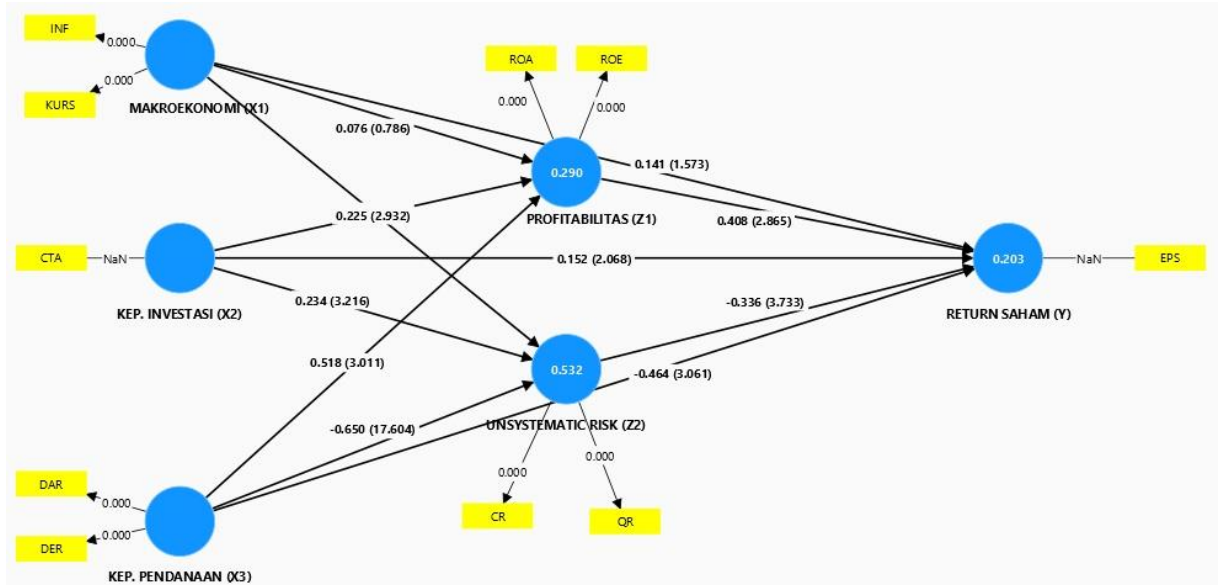 INF
0.000
0.000
KURS
MAKROEKONOMI (X1)
ROA
ROE
0.000
0.000
0.076 (0.786)
0.290
PROFITABILITAS (Z1)
0.141 (1.573)
0.408 (2.865)
0.225 (2.932)
CTA
NaN
KEP. INVESTASI (X2)
0.152 (2.068)
0.203
NaN
EPS
RETURN SAHAM (Y)
0.234 (3.216)
-0.336 (3.733)
0.518 (3.011)
0.532
-0.464 (3.061)
UNSYSTEMATIC RISK (Z2)
-0.650 (17.604)
0.000
0.000
CR
QR
DAR
0.000
0.000
DER
KEP. PENDANAAN (X3)